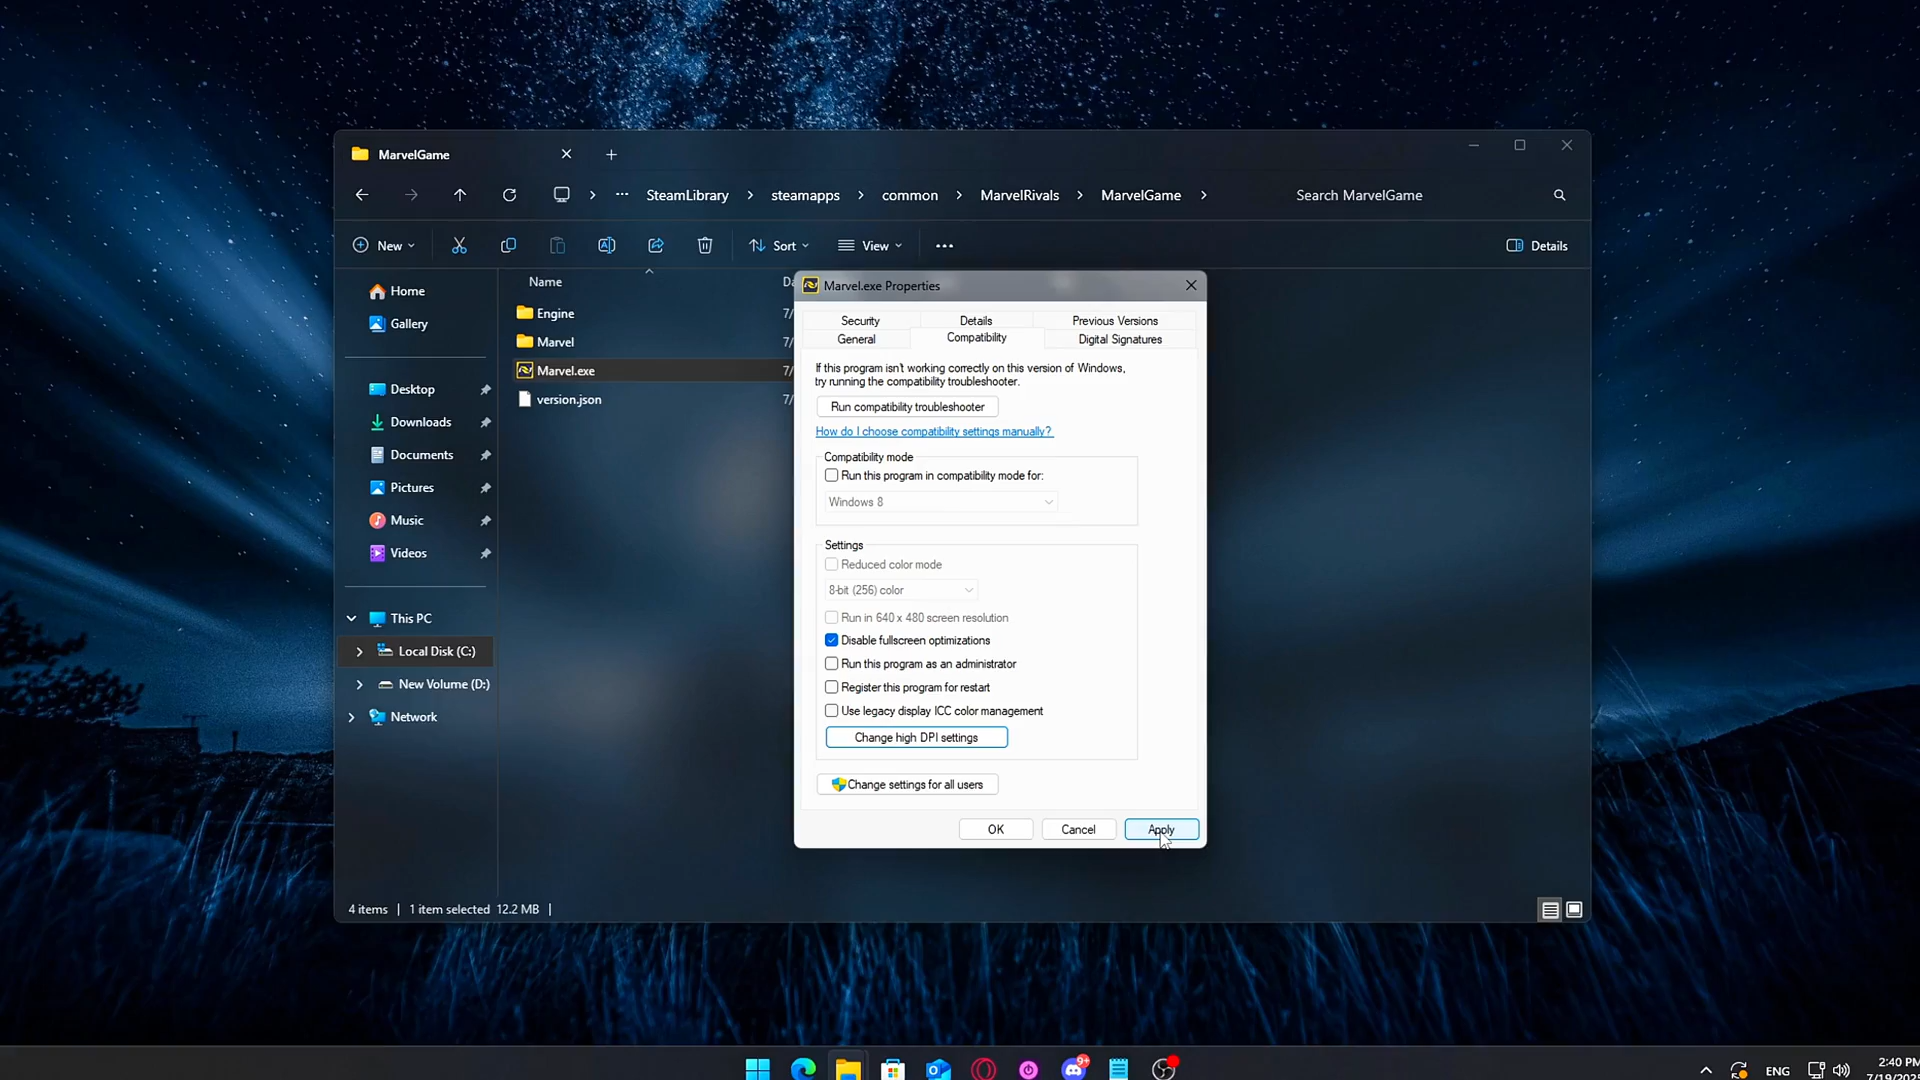 MarvelGame
SteamLibrary
steamapps
common
MarvelRivals
MarvelGame
Search MarvelGame
New
Sort
View
Details
Home
Gallery
Desktop
Downloads
Documents
Pictures
Music
Videos
This PC
Local Disk (C:)
New Volume (D:)
Network
Name
Engine
Marvel
Marvel.exe
version.json
Marvel.exe Properties
Security
Details
Previous Versions
General
Compatibility
Digital Signatures
If this program isn't working correctly on this version of Windows,
try running the compatibility troubleshooter.
Run compatibility troubleshooter
How do I choose compatibility settings manually?
Compatibility mode
Run this program in compatibility mode for:
Windows 8
Settings
Reduced color mode
8-bit (256) color
Run in 640 x 480 screen resolution
Disable fullscreen optimizations
Run this program as an administrator
Register this program for restart
Use legacy display ICC color management
Change high DPI settings
Change settings for all users
OK
Cancel
Apply
4 items
1 item selected 12.2 MB
9+
ENG
2:40 PM